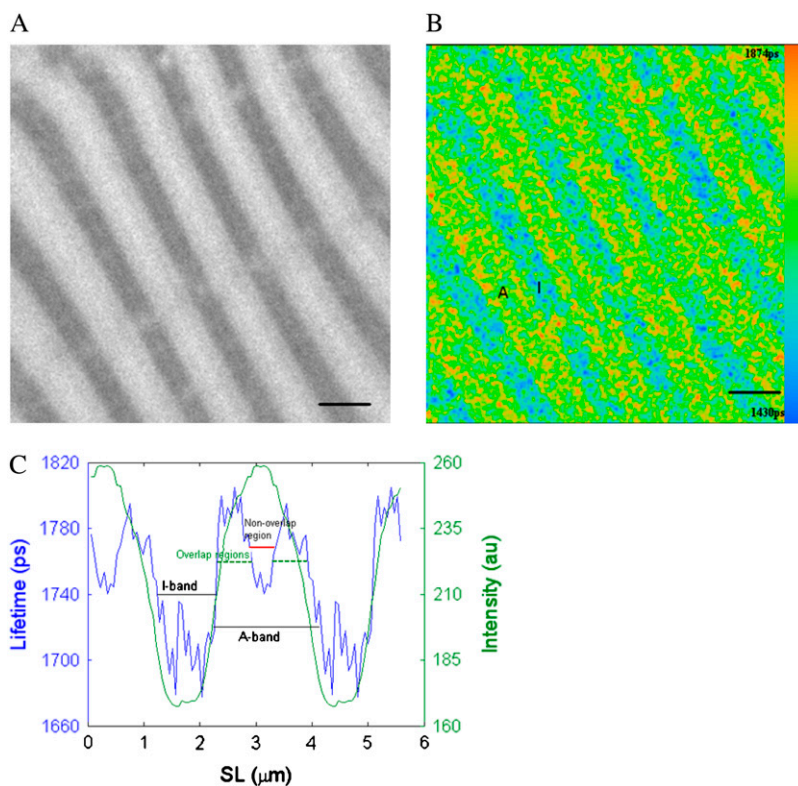 A
B
1874ps
A I
1430ps
C
1820
1780
1740
1700
1660
Lifetime (ps)
260
235
210
185
160
Intensity (au)
Non-overlap
region
Overlap regions
I-band
A-band
0 1 2 3 4 5 6
SL (μm)